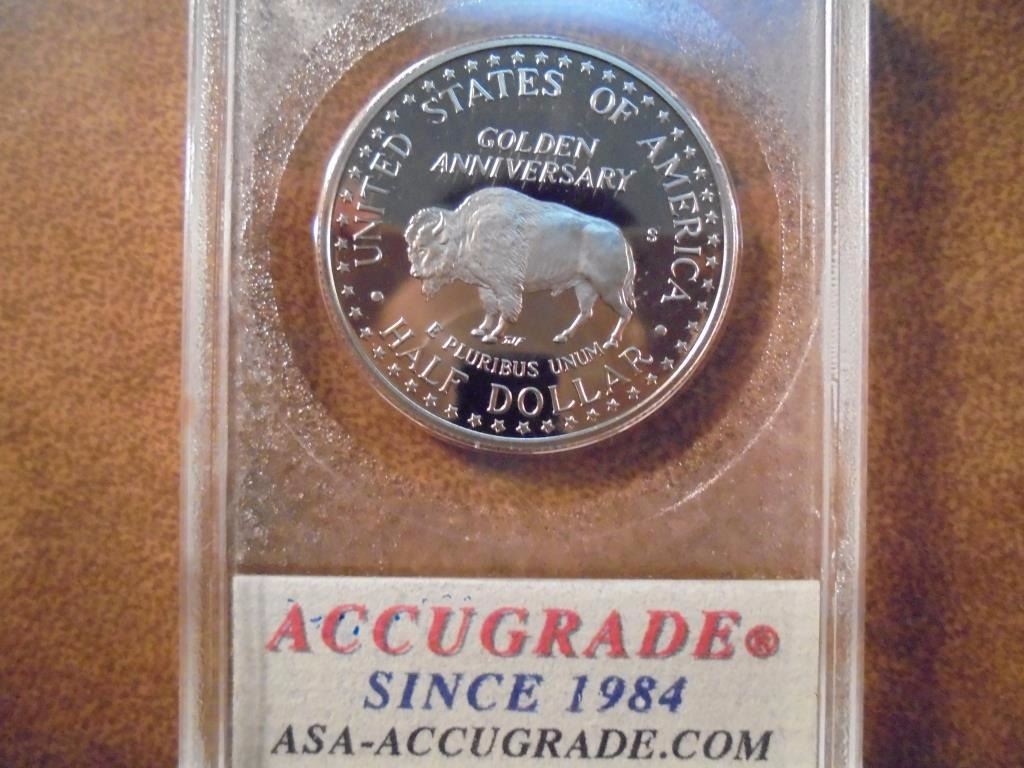 UNITED STATES OF AMERICA
GOLDEN
ANNIVERSARY
S
E PLURIBUS UNUM
HALF DOLLAR
ACCUGRADE®
SINCE 1984
ASA-ACCUGRADE.COM